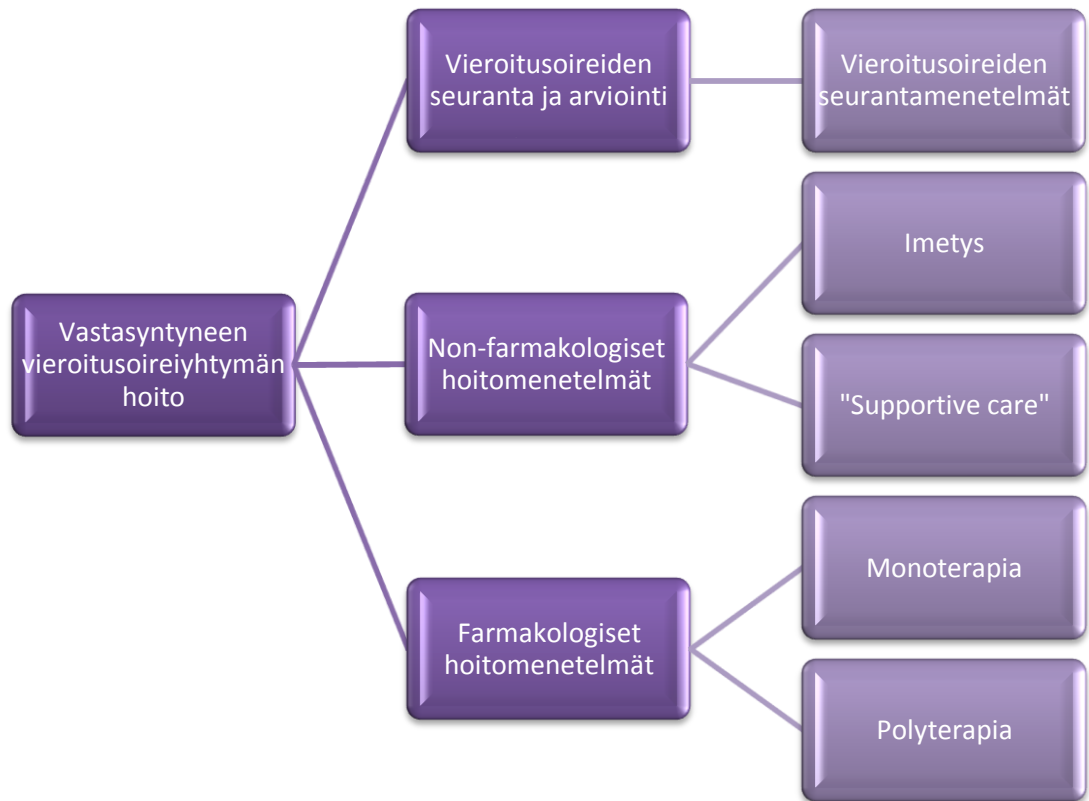 Vieroitusoireiden
seuranta ja arviointi
Vieroitusoireiden
seurantamenetelmät
Imetys
Vastasyntyneen
vieroitusoireiyhtymän
hoito
Non-farmakologiset
hoitomenetelmät
"Supportive care"
Monoterapia
Farmakologiset
hoitomenetelmät
Polyterapia